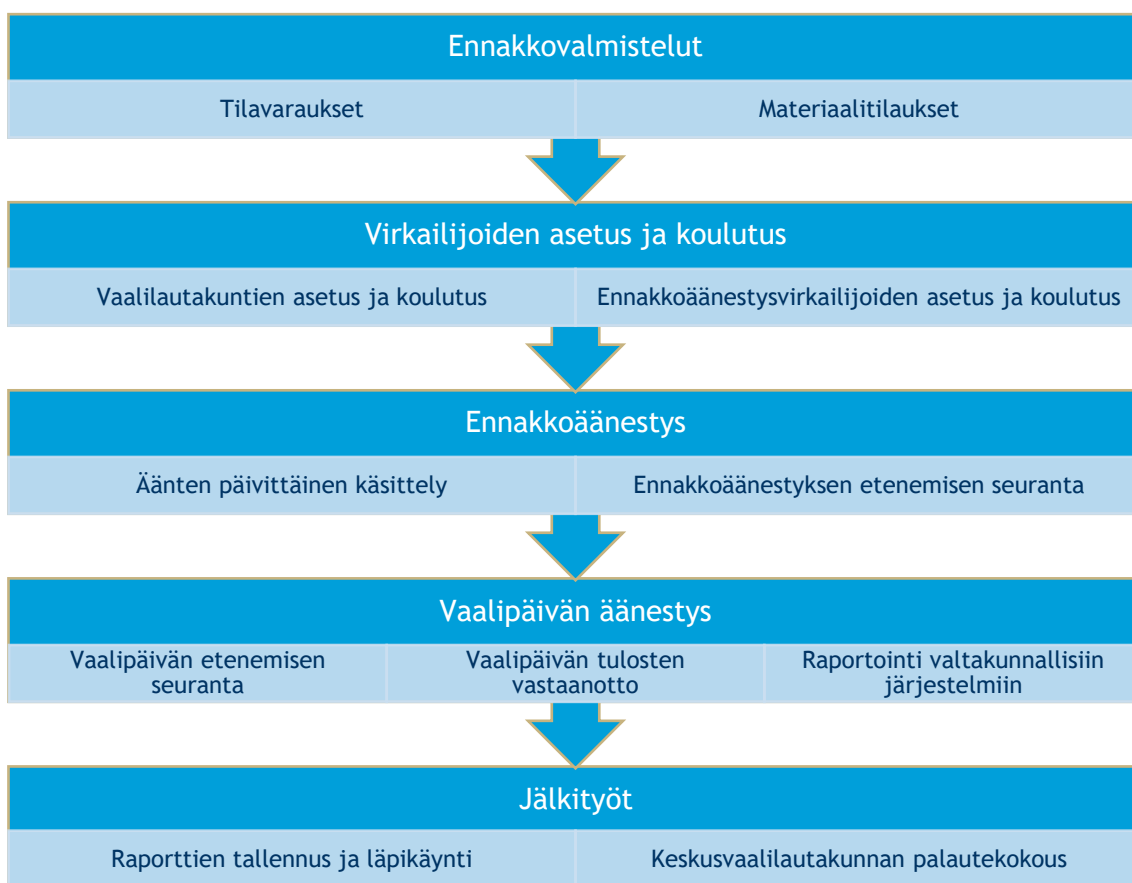 Ennakkovalmistelut
Tilavaraukset
Materiaalitilaukset
Virkailijoiden asetus ja koulutus
Vaalilautakuntien asetus ja koulutus
Ennakkoäänestysvirkailijoiden asetus ja koulutus
Ennakkoäänestys
Äänten päivittäinen käsittely
Ennakkoäänestyksen etenemisen seuranta
Vaalipäivän äänestys
Vaalipäivän etenemisen
seuranta
Vaalipäivän tulosten
vastaanotto
Raportointi valtakunnallisiin
järjestelmiin
Jälkityöt
Raporttien tallennus ja läpikäynti
Keskusvaalilautakunnan palautekokous